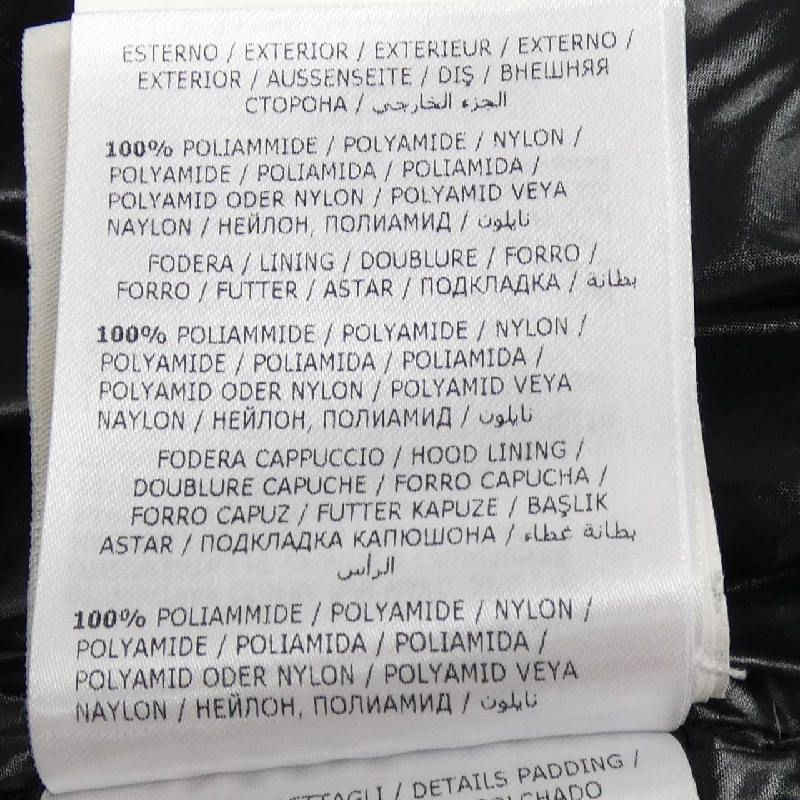 ESTERNO / EXTERIOR / EXTERIEUR / EXTERNO /
EXTERIOR / AUSSENSEITE / DIŞ / ВНЕШНЯЯ
СТОРОНА / الجزء الخارجي
100% POLIAMMIDE / POLYAMIDE / NYLON /
POLYAMIDE / POLIAMIDA / POLIAMIDA /
POLYAMID ODER NYLON / POLYAMID VEYA
NAYLON / НЕЙЛОН, ПОЛИАМИД / نايلون
FODERA / LINING / DOUBLURE / FORRO /
FORRO / FUTTER / ASTAR / ПОДКЛАДКА / بطانة
100% POLIAMMIDE / POLYAMIDE / NYLON /
POLYAMIDE / POLIAMIDA / POLIAMIDA /
POLYAMID ODER NYLON / POLYAMID VEYA
NAYLON / НЕЙЛОН, ПОЛИАМИД / نايلون
FODERA CAPPUCCIO / HOOD LINING /
DOUBLURE CAPUCHE / FORRO CAPUCHA /
FORRO CAPUZ / FUTTER KAPUZE / BAŞLIK
ASTAR / ПОДКЛАДКА КАПЮШОНА / بطانة غطاء
الرأس
100% POLIAMMIDE / POLYAMIDE / NYLON /
POLYAMIDE / POLIAMIDA / POLIAMIDA /
POLYAMID ODER NYLON / POLYAMID VEYA
NAYLON / НЕЙЛОН, ПОЛИАМИД / نايلون
/ DETAILS PADDING /